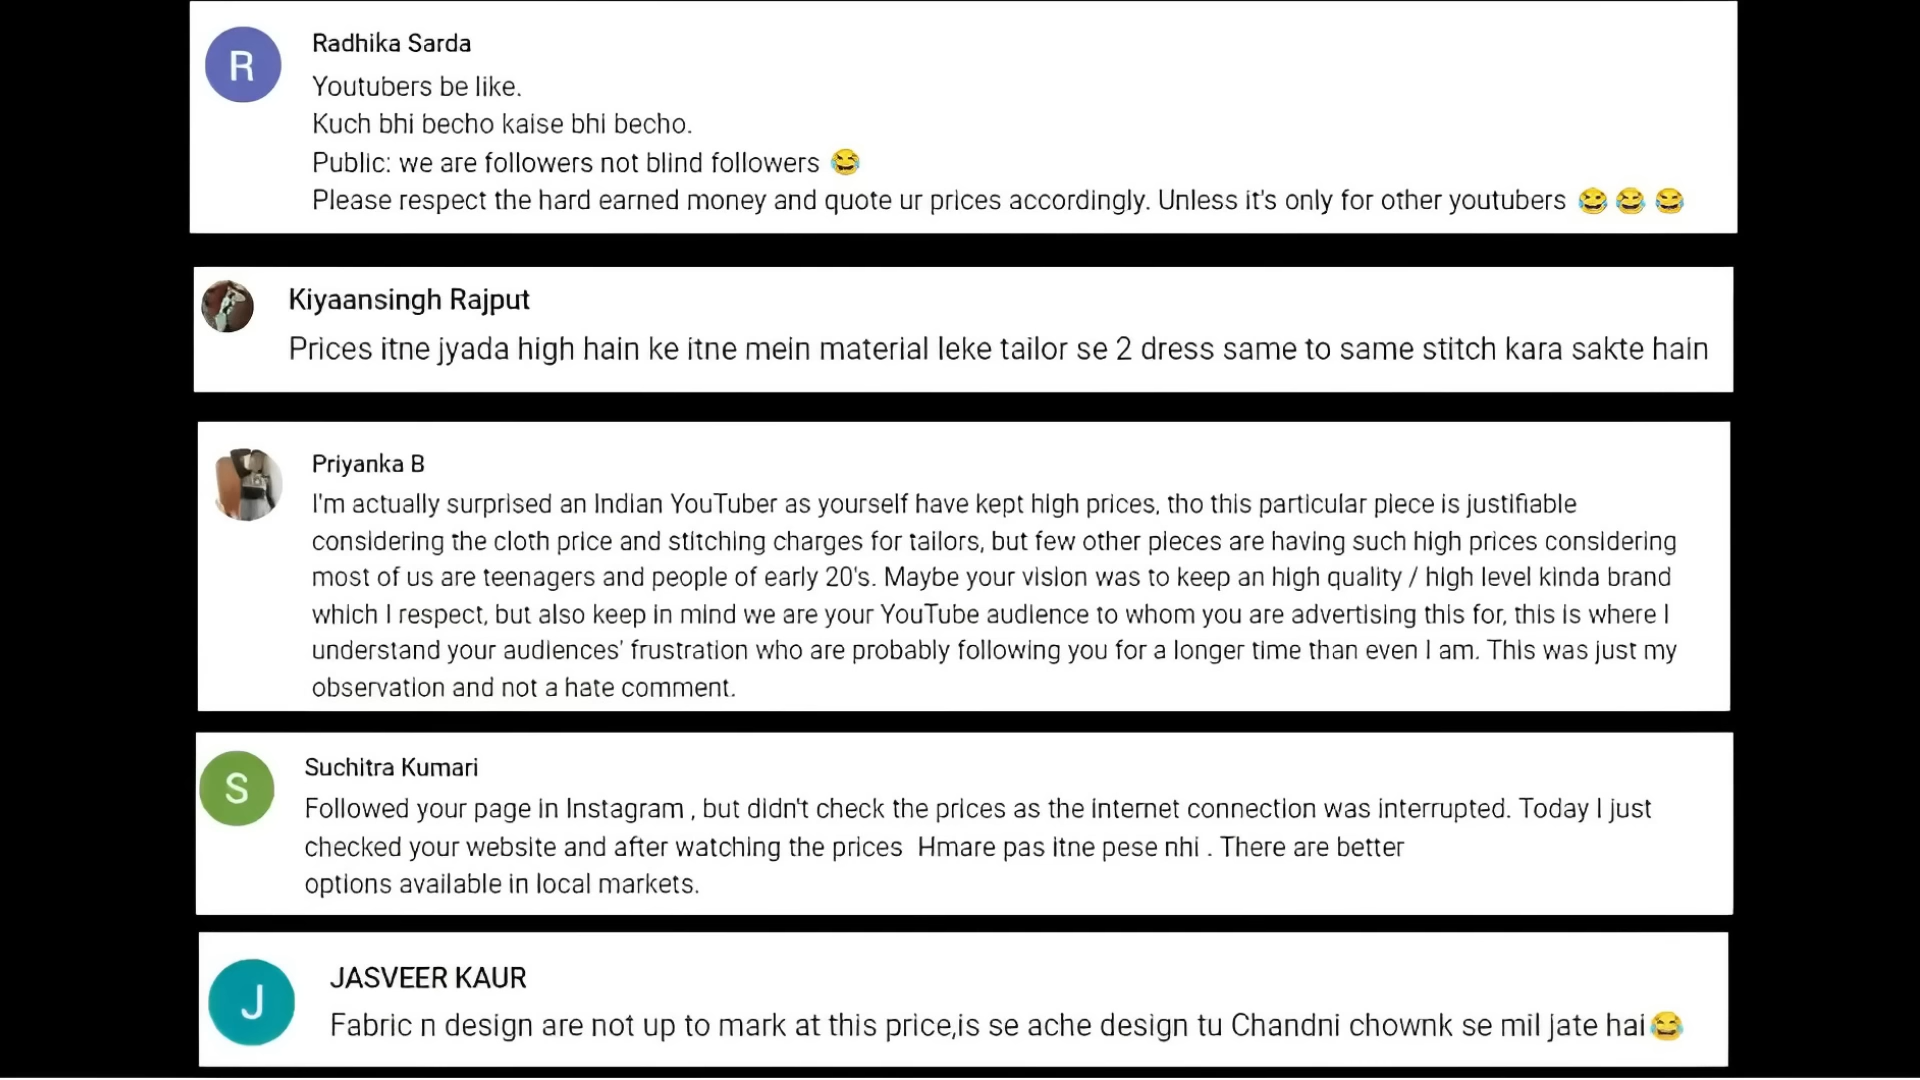 R
Radhika Sarda
Youtubers be like.
Kuch bhi becho kaise bhi becho.
Public: we are followers not blind followers 😂
Please respect the hard earned money and quote ur prices accordingly. Unless it's only for other youtubers 😂 😂 😂
Kiyaansingh Rajput
Prices itne jyada high hain ke itne mein material leke tailor se 2 dress same to same stitch kara sakte hain
Priyanka B
I'm actually surprised an Indian YouTuber as yourself have kept high prices, tho this particular piece is justifiable
considering the cloth price and stitching charges for tailors, but few other pieces are having such high prices considering
most of us are teenagers and people of early 20's. Maybe your vision was to keep an high quality / high level kinda brand
which I respect, but also keep in mind we are your YouTube audience to whom you are advertising this for, this is where I
understand your audiences' frustration who are probably following you for a longer time than even I am. This was just my
observation and not a hate comment.
S
Suchitra Kumari
Followed your page in Instagram , but didn't check the prices as the internet connection was interrupted. Today I just
checked your website and after watching the prices  Hmare pas itne pese nhi . There are better
options available in local markets.
J
JASVEER KAUR
Fabric n design are not up to mark at this price,is se ache design tu Chandni chownk se mil jate hai😂